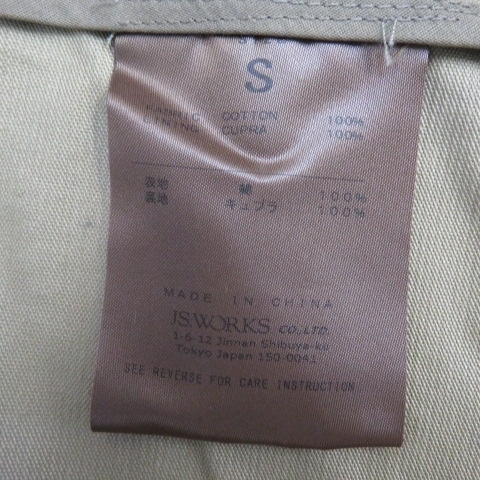 SIZE
S
FABRIC COTTON 100%
LINING CUPRA 100%
表地 綿 100%
裏地 キュプラ 100%
MADE IN CHINA
JS.WORKS CO.,LTD.
1-6-12 Jinnan Shibuya-ku
Tokyo Japan 150-0041
SEE REVERSE FOR CARE INSTRUCTION